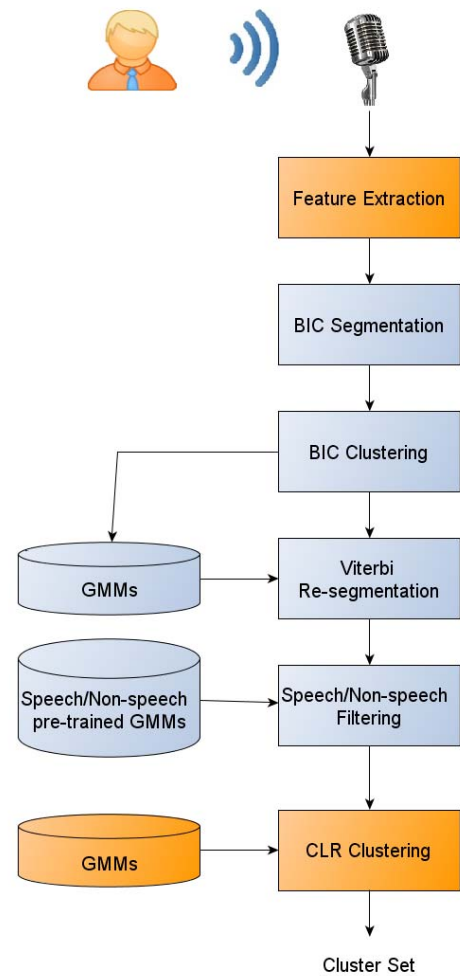 Feature Extraction
BIC Segmentation
BIC Clustering
GMMs
Viterbi
Re-segmentation
Speech/Non-speech
pre-trained GMMs
Speech/Non-speech
Filtering
GMMs
CLR Clustering
Cluster Set